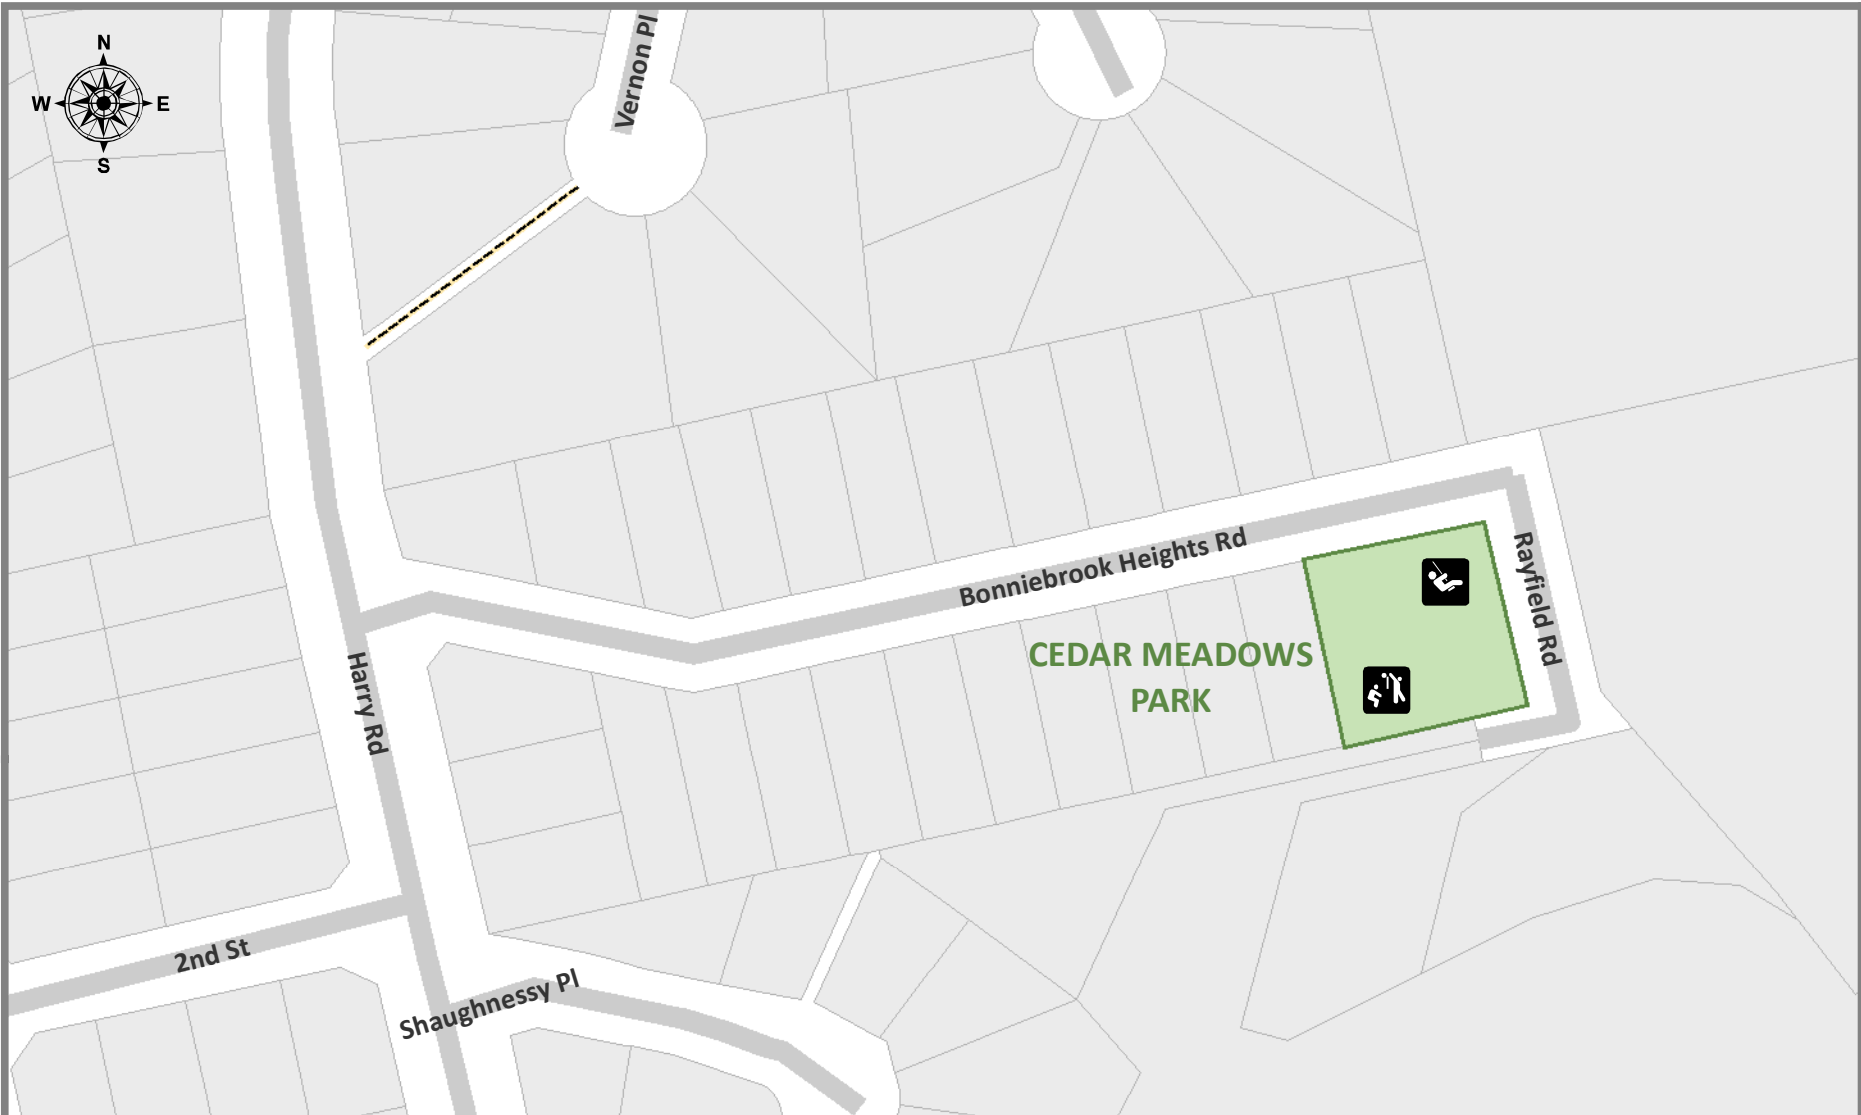 N
W E
S
Vernon Pl
Bonniebrook Heights Rd
Rayfield Rd
CEDAR MEADOWS
PARK
Harry Rd
2nd St
Shaughnessy Pl